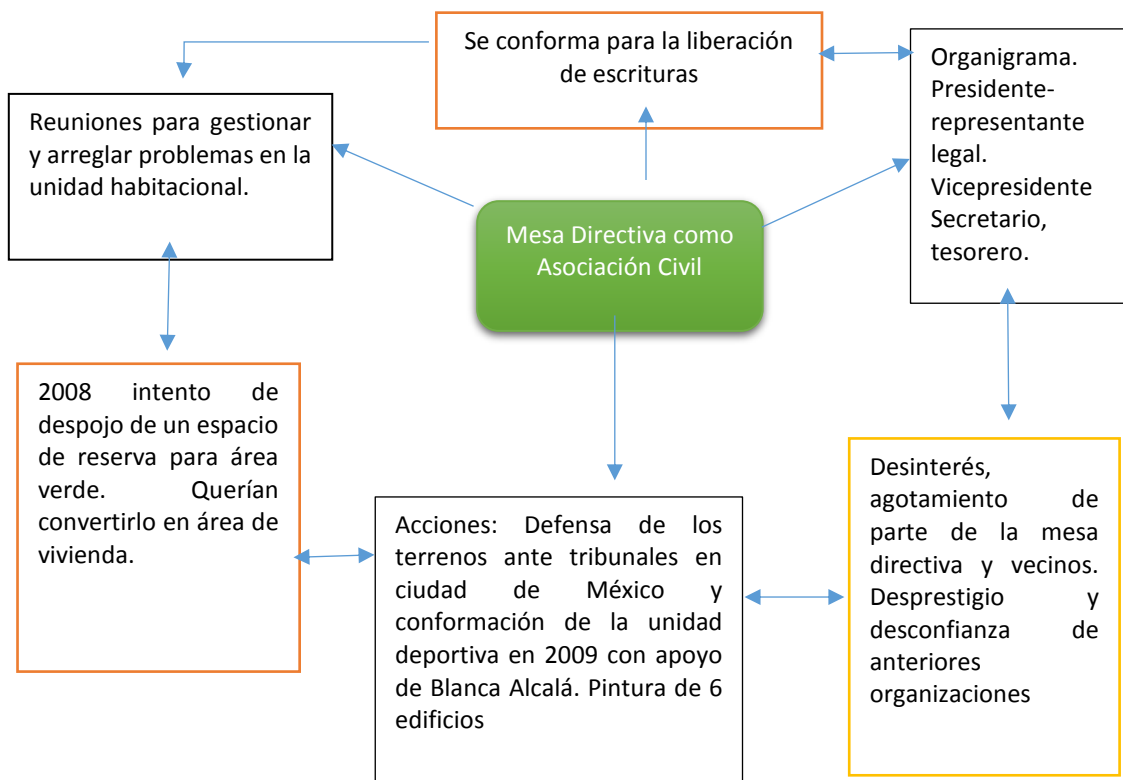 Se conforma para la liberación
de escrituras
Organigrama.
Presidente-
representante
legal.
Vicepresidente
Secretario,
tesorero.
Reuniones para gestionar
y arreglar problemas en la
unidad habitacional.
Mesa Directiva como
Asociación Civil
2008 intento de
despojo de un espacio
de reserva para área
verde. Querían
convertirlo en área de
vivienda.
Acciones: Defensa de los
terrenos ante tribunales en
ciudad de México y
conformación de la unidad
deportiva en 2009 con apoyo
de Blanca Alcalá. Pintura de 6
edificios
Desinterés,
agotamiento de
parte de la mesa
directiva y vecinos.
Desprestigio y
desconfianza de
anteriores
organizaciones